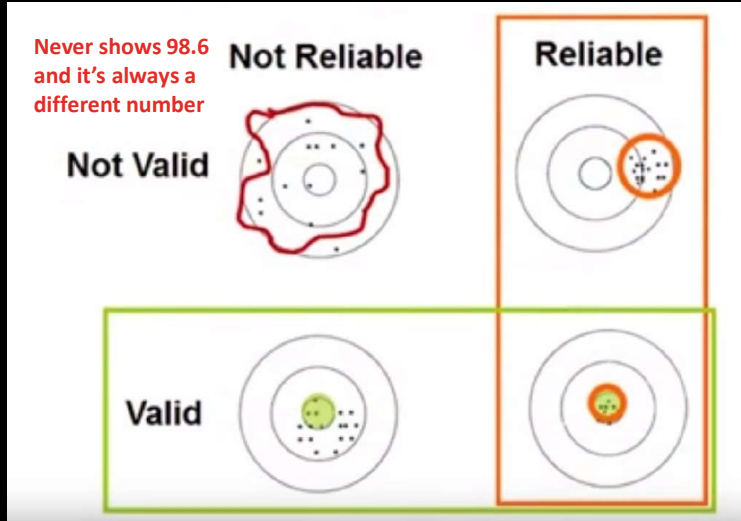 Never shows 98.6
and it's always a
different number
Not Reliable
Reliable
Not Valid
Valid